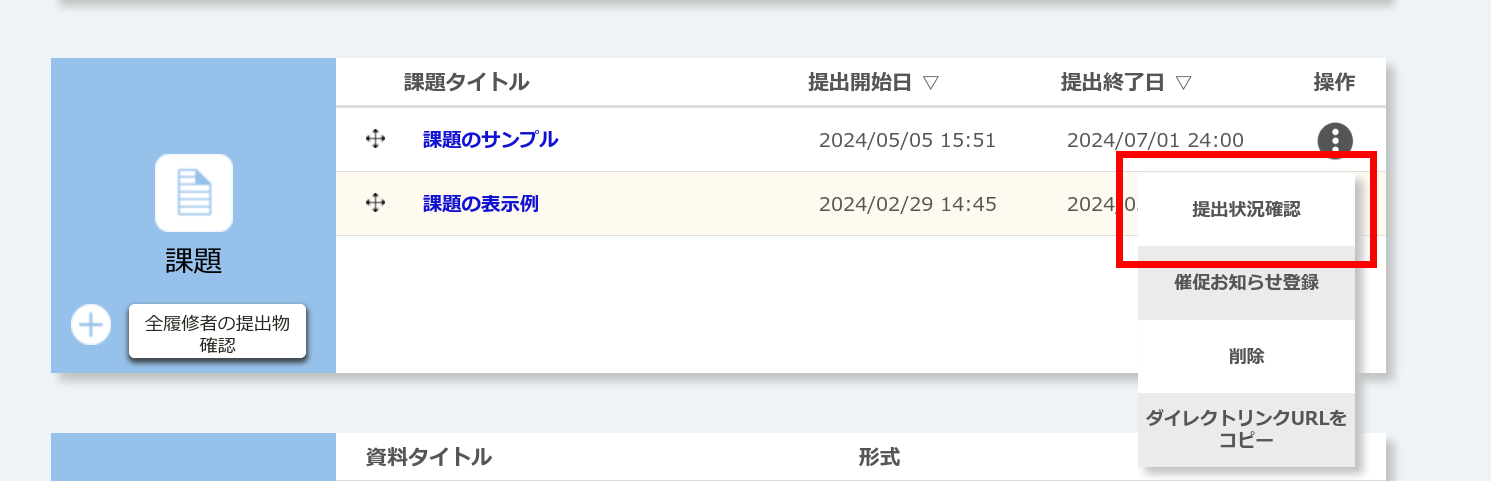 課題タイトル 提出開始日 ▽ 提出終了日 ▽ 操作
課題のサンプル 2024/05/05 15:51 2024/07/01 24:00
課題の表示例 2024/02/29 14:45 2024
提出状況確認
課題
催促お知らせ登録
全履修者の提出物
確認
削除
ダイレクトリンクURLを
コピー
資料タイトル 形式